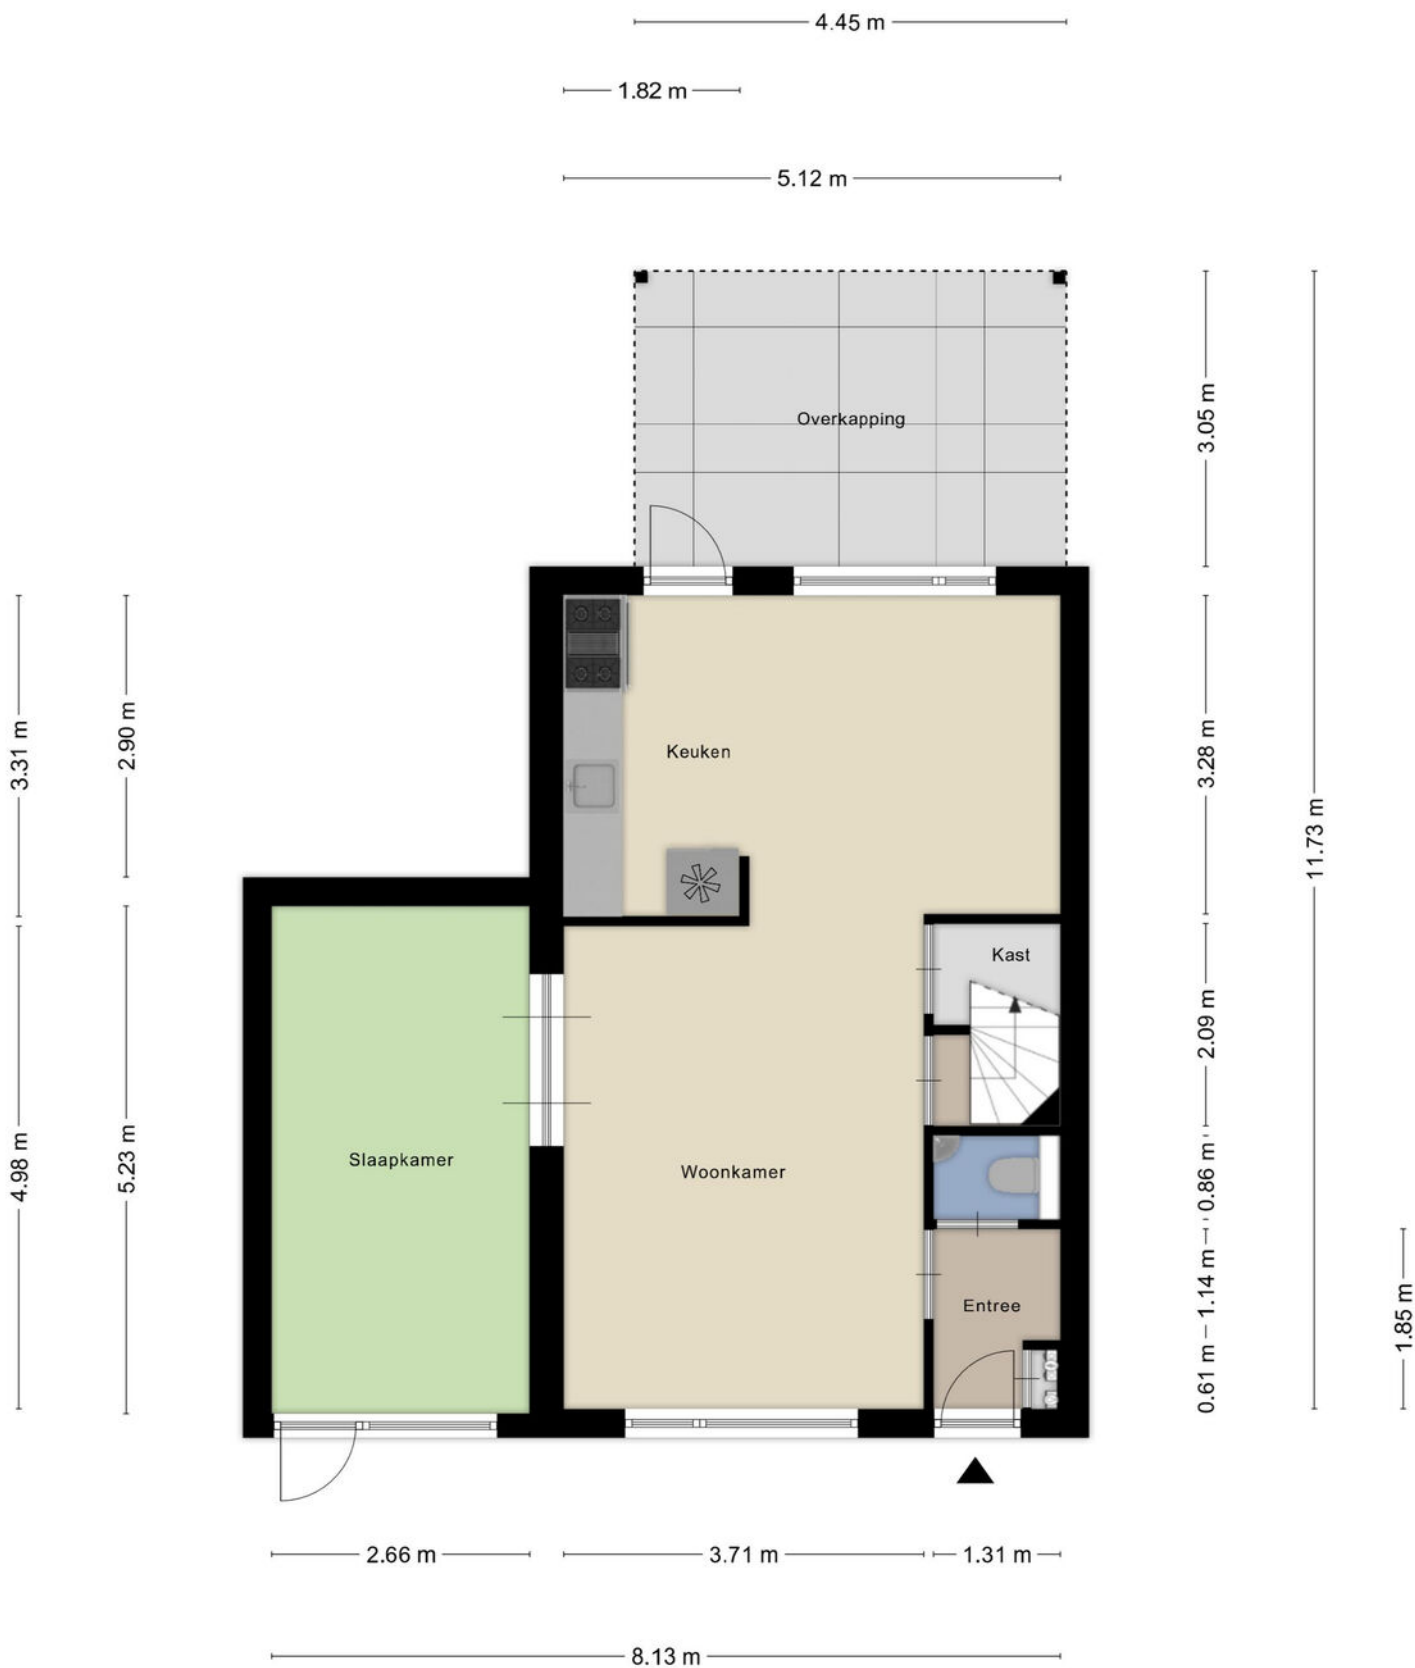 4.45 m
1.82 m
5.12 m
Overkapping
3.05 m
Keuken
3.31 m
2.90 m
3.28 m
11.73 m
Kast
2.09 m
Slaapkamer
Woonkamer
4.98 m
5.23 m
0.86 m
Entree
1.14 m
0.61 m
1.85 m
2.66 m
3.71 m
1.31 m
8.13 m